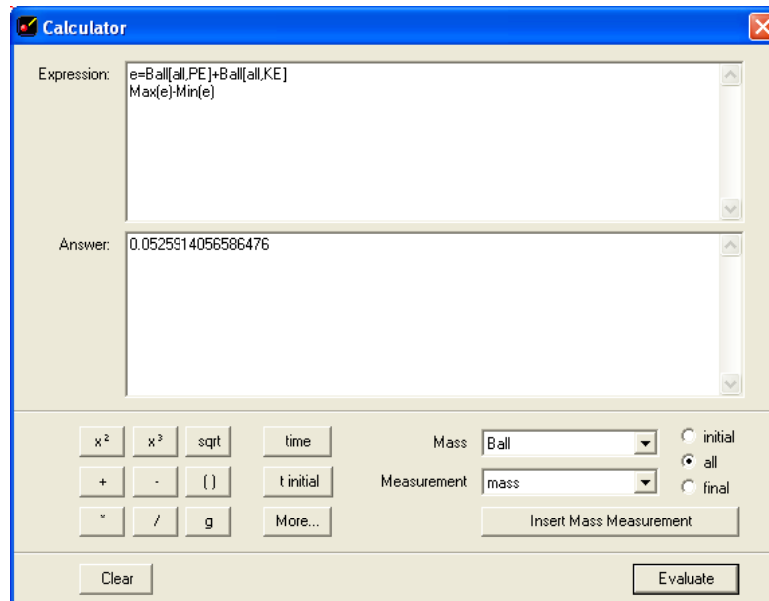 Calculator
Expression:
e=Ball[all,PE]+Ball[all,KE]
Max(e)-Min(e)
Answer:
0.0525914056586476
x² x³ sqrt time Mass Ball initial
all
+ - ( ) t initial Measurement mass
final
* / g More... Insert Mass Measurement
Clear Evaluate